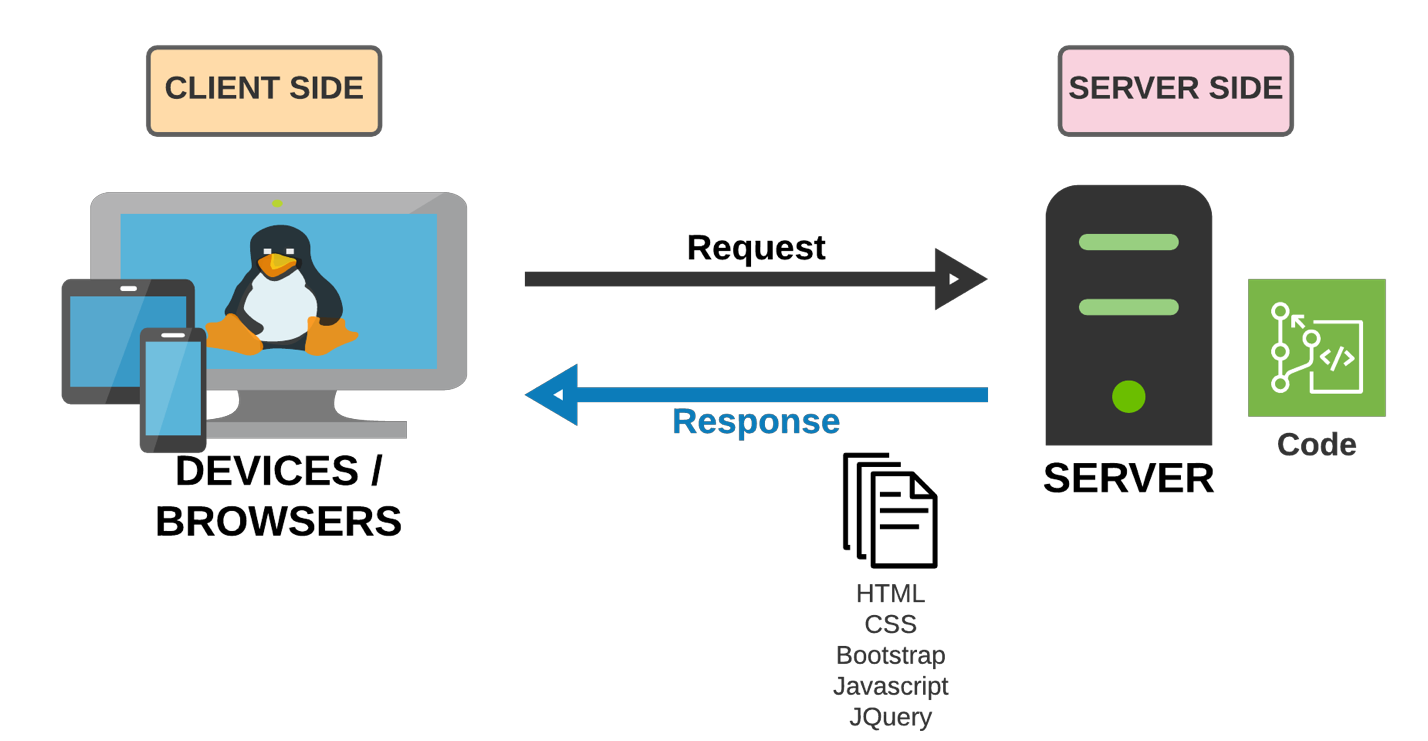 CLIENT SIDE
SERVER SIDE
Request
Response
DEVICES /
BROWSERS
SERVER
Code
HTML
CSS
Bootstrap
Javascript
JQuery